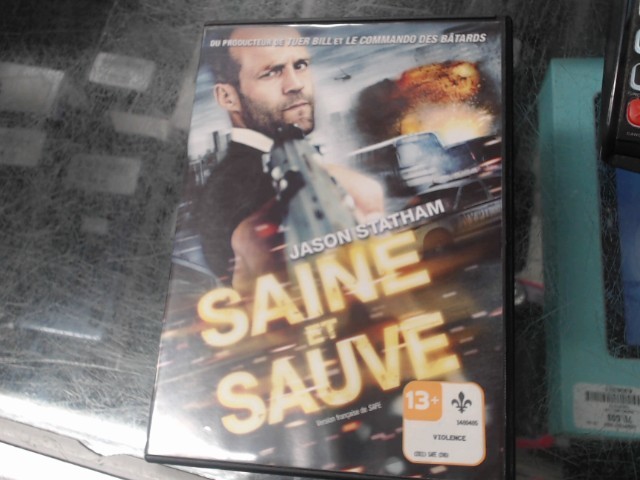 DU PRODUCTEUR DE TUER BILL ET LE COMMANDO DES BÂTARDS
JASON STATHAM
SAINE
ET
SAUVE
Version française de SAFE
13+
VIOLENCE